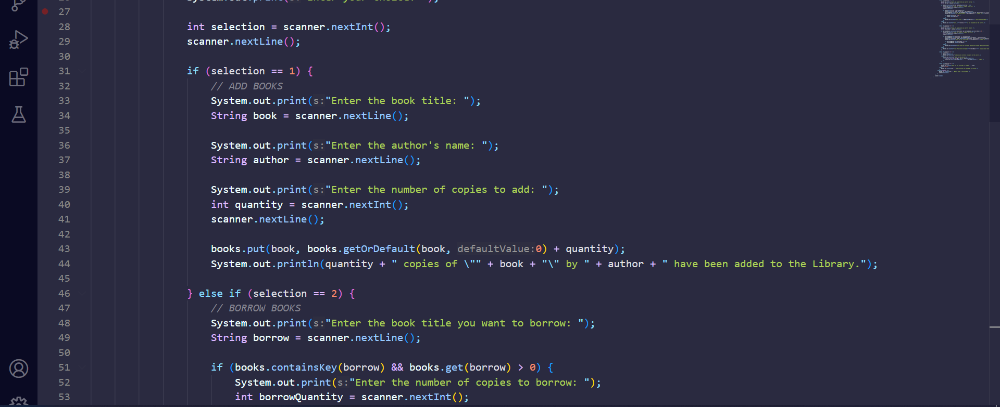 27
28 int selection = scanner.nextInt();
29 scanner.nextLine();
30
31 if (selection == 1) {
32 // ADD BOOKS
33 System.out.print(s:"Enter the book title: ");
34 String book = scanner.nextLine();
35
36 System.out.print(s:"Enter the author's name: ");
37 String author = scanner.nextLine();
38
39 System.out.print(s:"Enter the number of copies to add: ");
40 int quantity = scanner.nextInt();
41 scanner.nextLine();
42
43 books.put(book, books.getOrDefault(book, defaultValue:0) + quantity);
44 System.out.println(quantity + " copies of \"" + book + "\" by " + author + " have been added to the Library.");
45
46 } else if (selection == 2) {
47 // BORROW BOOKS
48 System.out.print(s:"Enter the book title you want to borrow: ");
49 String borrow = scanner.nextLine();
50
51 if (books.containsKey(borrow) && books.get(borrow) > 0) {
52 System.out.print(s:"Enter the number of copies to borrow: ");
53 int borrowQuantity = scanner.nextInt();